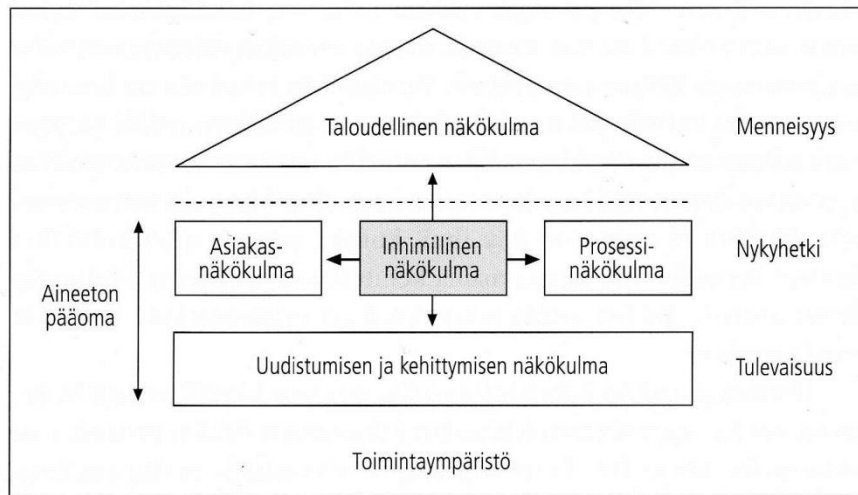 Taloudellinen näkökulma
Menneisyys
Asiakas-
näkökulma
Inhimillinen
näkökulma
Prosessi-
näkökulma
Nykyhetki
Aineeton
pääoma
Uudistumisen ja kehittymisen näkökulma
Tulevaisuus
Toimintaympäristö